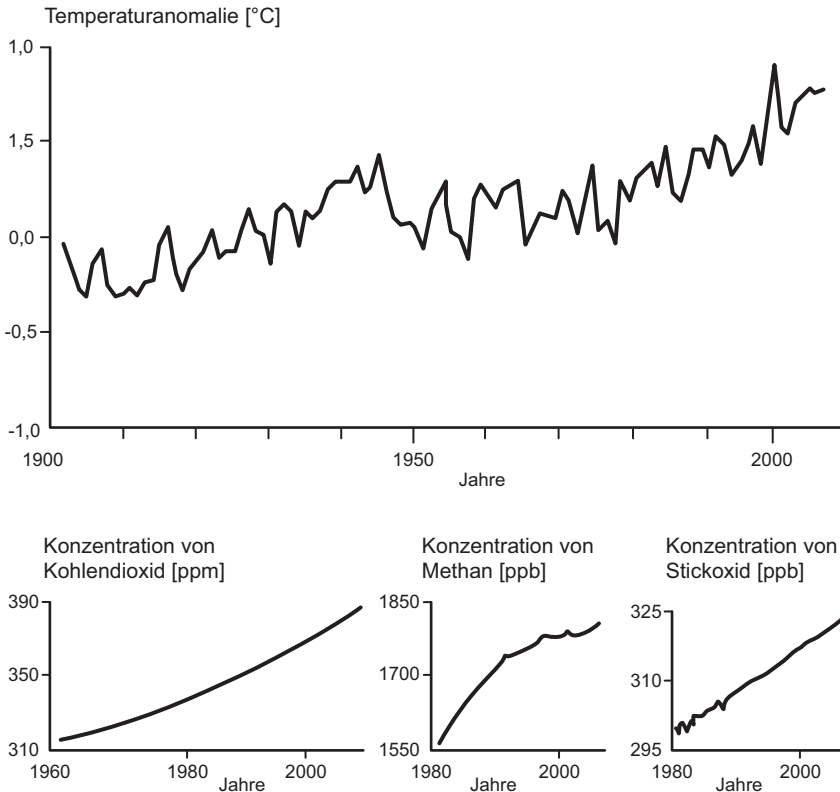 Temperaturanomalie [°C]
1,0
1,5
0,0
-0,5
-1,0
1900 1950 2000
Jahre
Konzentration von
Kohlendioxid [ppm]
390
350
310
1960 1980 2000
Jahre
Konzentration von
Methan [ppb]
1850
1700
1550
1980 2000
Jahre
Konzentration von
Stickoxid [ppb]
325
310
295
1980 2000
Jahre